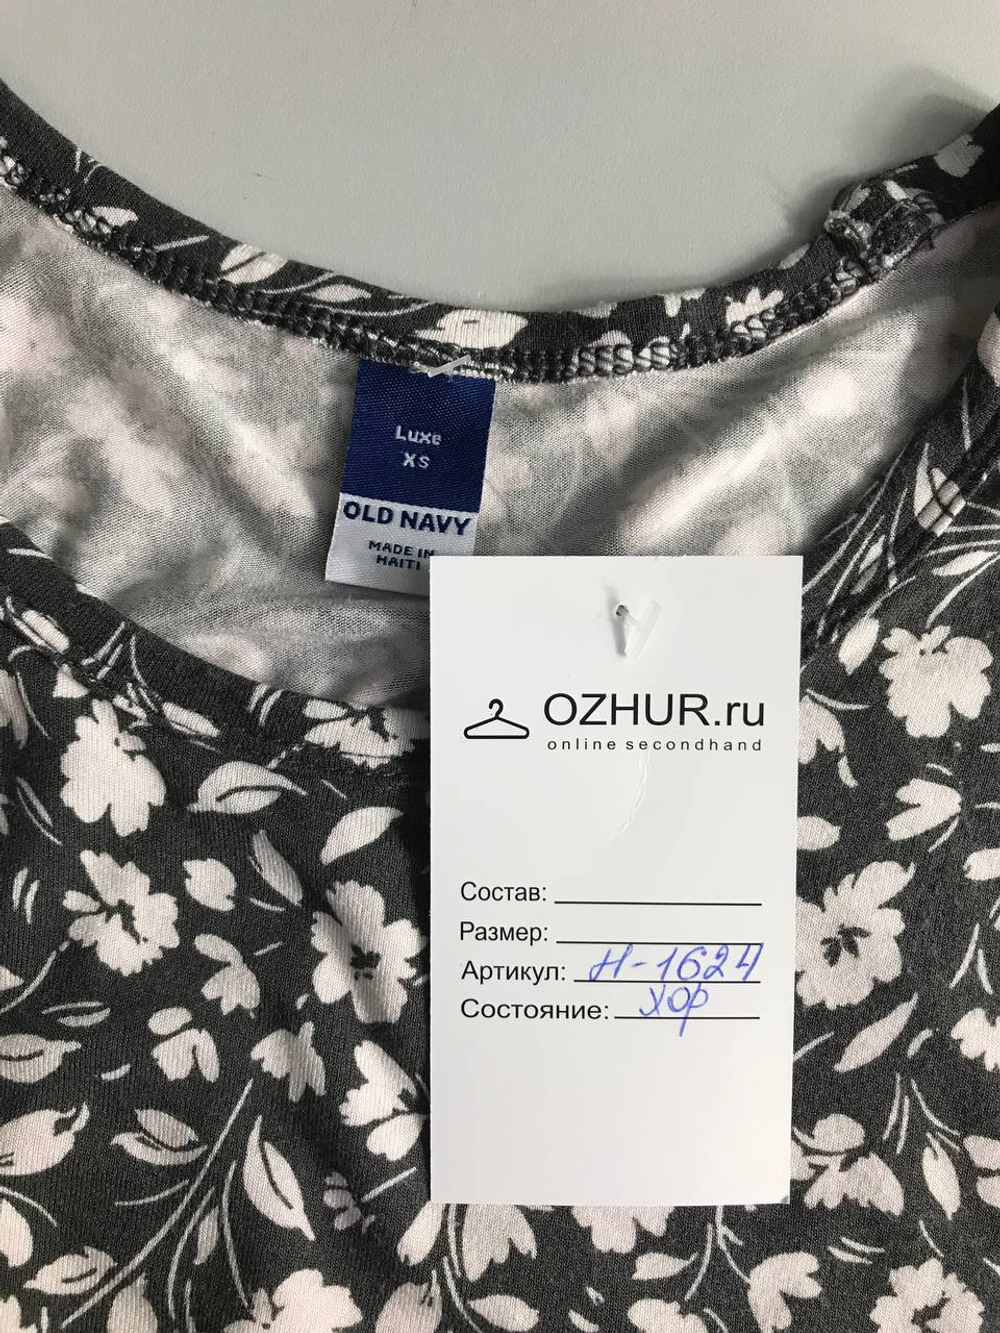 Luxe
XS
OLD NAVY
MADE IN
HAITI
OZHUR.ru
online secondhand
Состав:
Размер:
Артикул: Н-1624
Состояние: хор